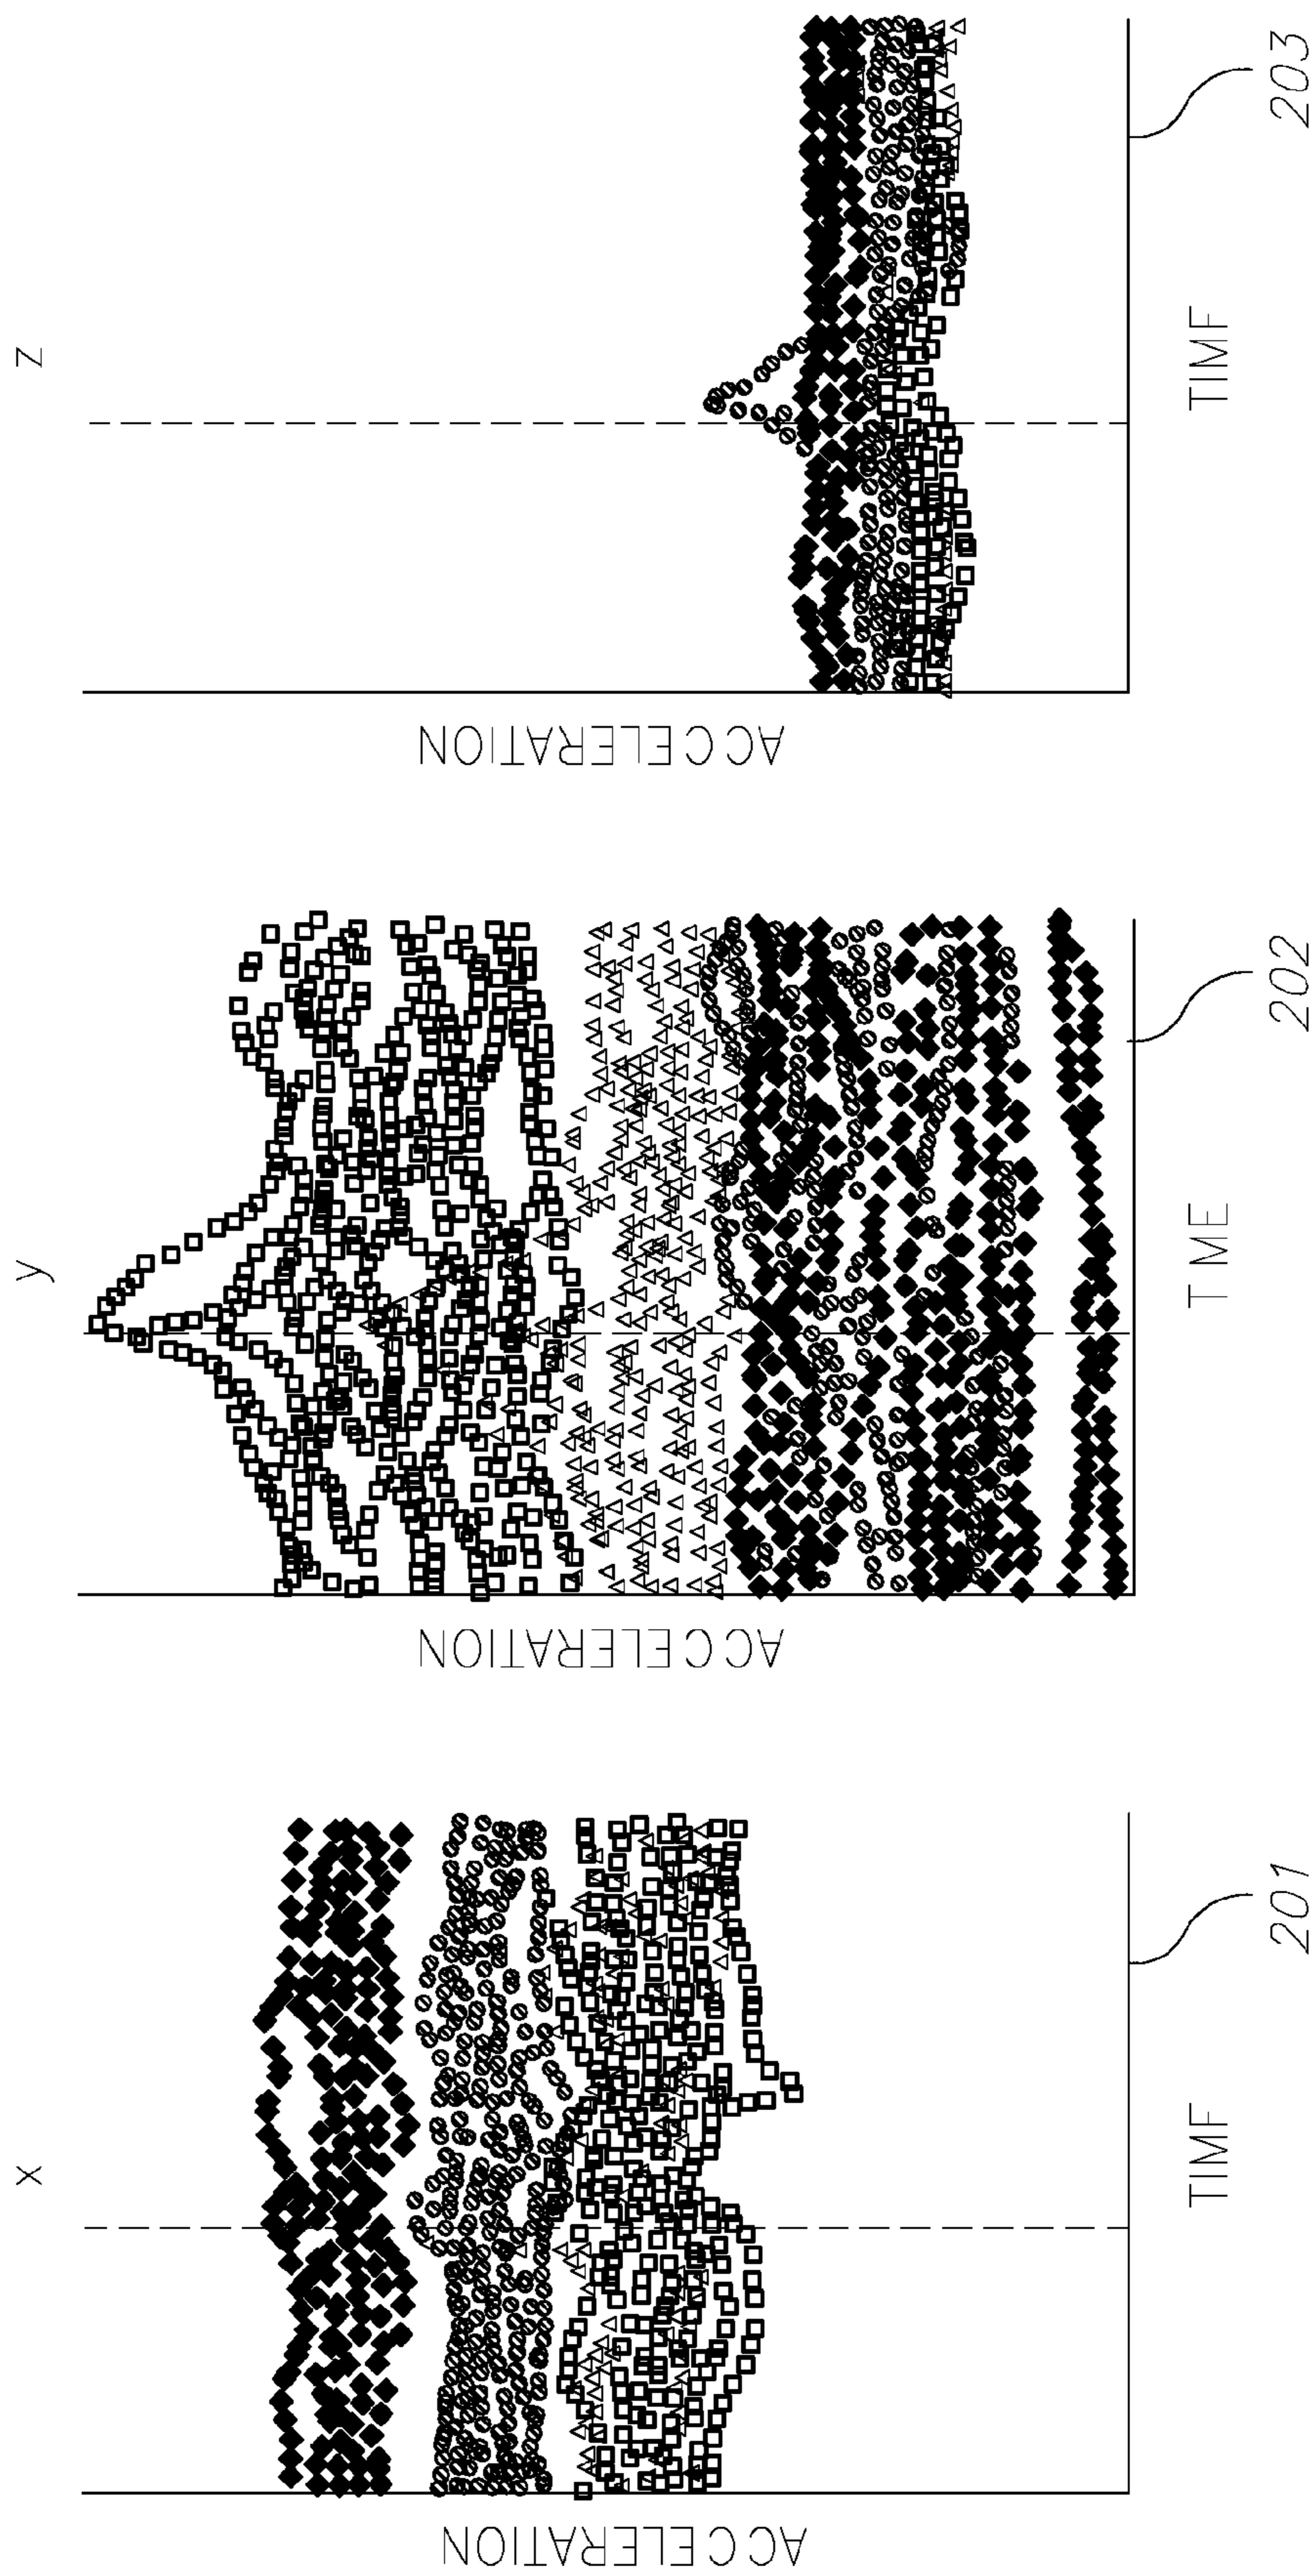 x
ACCELERATION
TIMF
201
y
ACCELERATION
T ME
202
z
ACCELERATION
TIMF
203